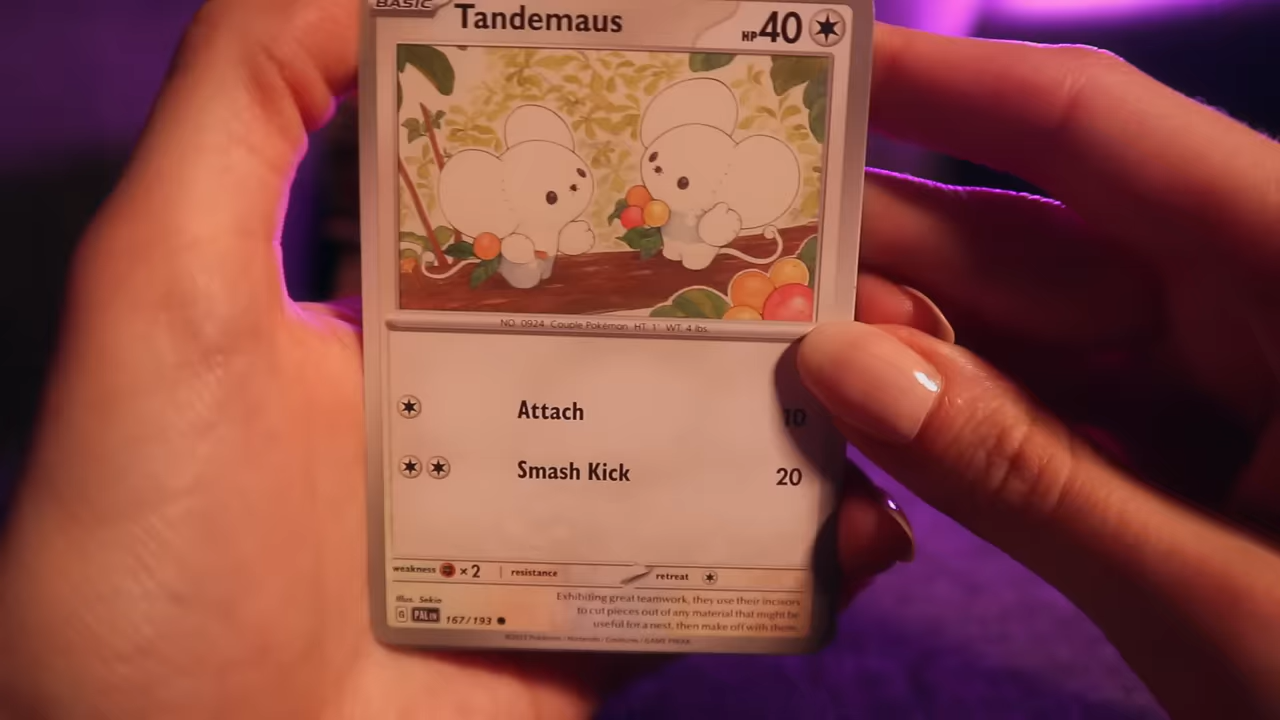 BASIC
Tandemaus
HP 40
NO. 0924 Couple Pokémon HT. 1' WT. 4 lbs.
Attach 10
Smash Kick 20
weakness ×2 resistance retreat
Illus. Sekio
Exhibiting great teamwork, they use their incisors
to cut pieces out of any material that might be
useful for a nest, then make off with them.
G PAL EN 167/193
©2023 Pokémon / Nintendo / Creatures / GAME FREAK